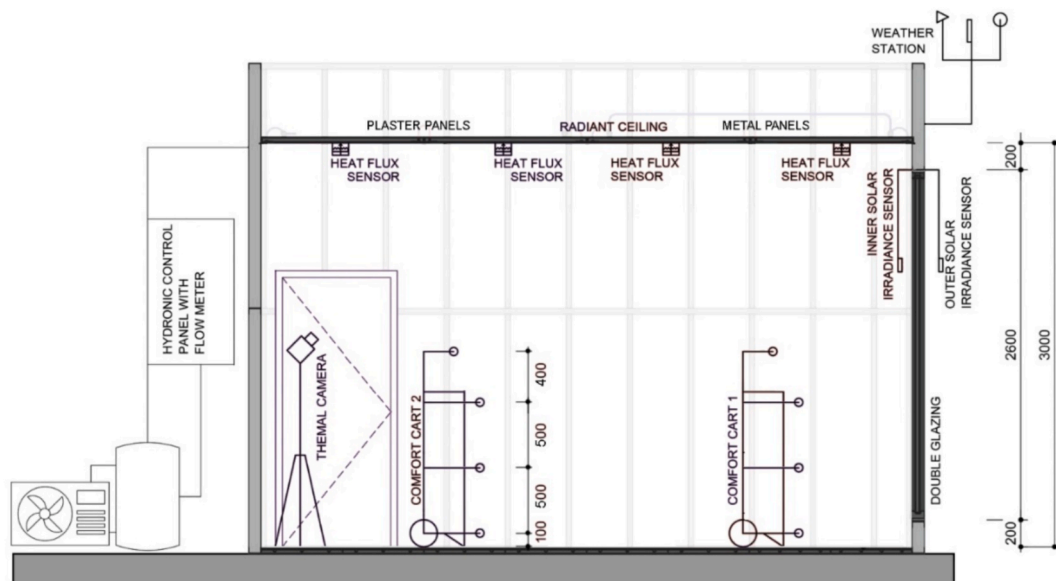 WEATHER
STATION
PLASTER PANELS
RADIANT CEILING
METAL PANELS
HEAT FLUX
SENSOR
HEAT FLUX
SENSOR
HEAT FLUX
SENSOR
HEAT FLUX
SENSOR
200
INNER SOLAR
IRRADIANCE SENSOR
OUTER SOLAR
IRRADIANCE SENSOR
HYDRONIC CONTROL
PANEL WITH
FLOW METER
2600
3000
THEMAL CAMERA
COMFORT CART 2
400
500
500
100
COMFORT CART 1
DOUBLE GLAZING
200